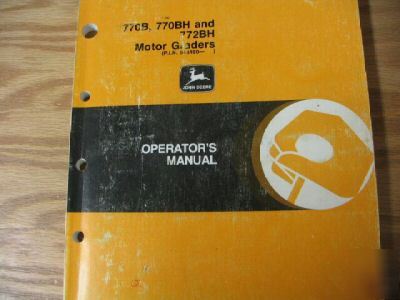 770B, 770BH and
772BH
Motor Graders
(P.I.N.
JOHN DEERE
OPERATOR'S
MANUAL